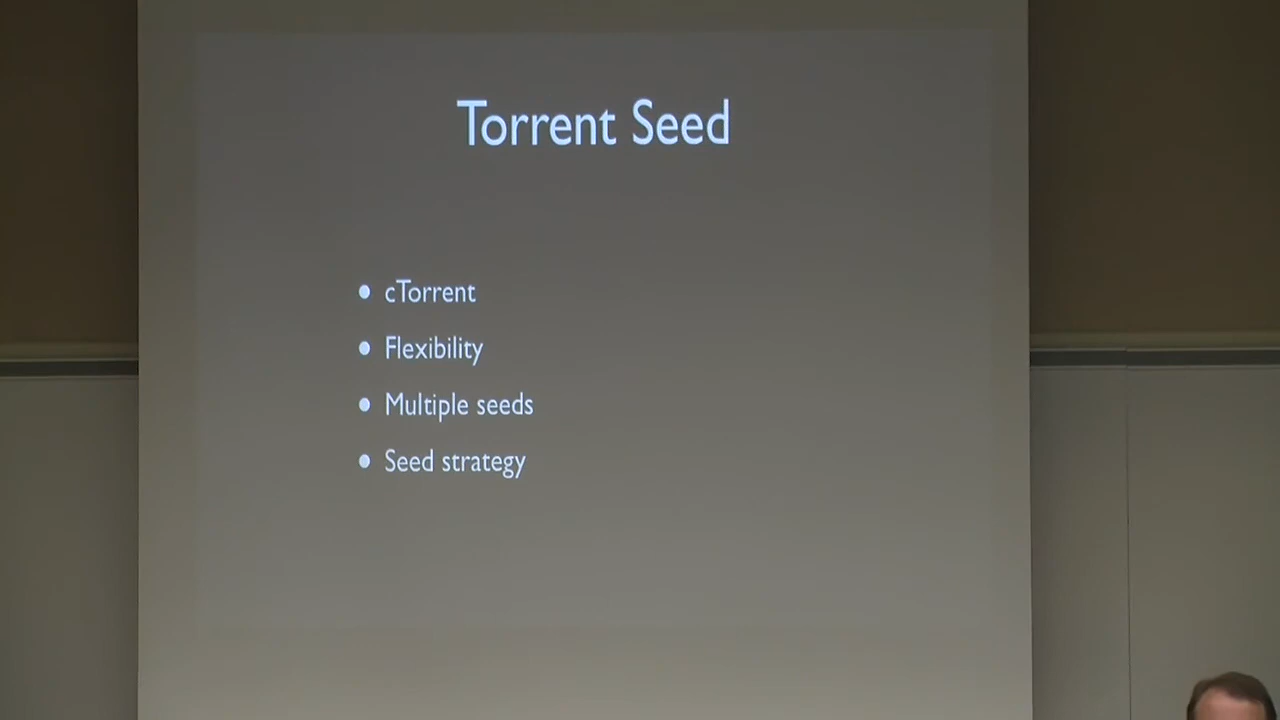 Torrent Seed
• cTorrent
• Flexibility
• Multiple seeds
• Seed strategy